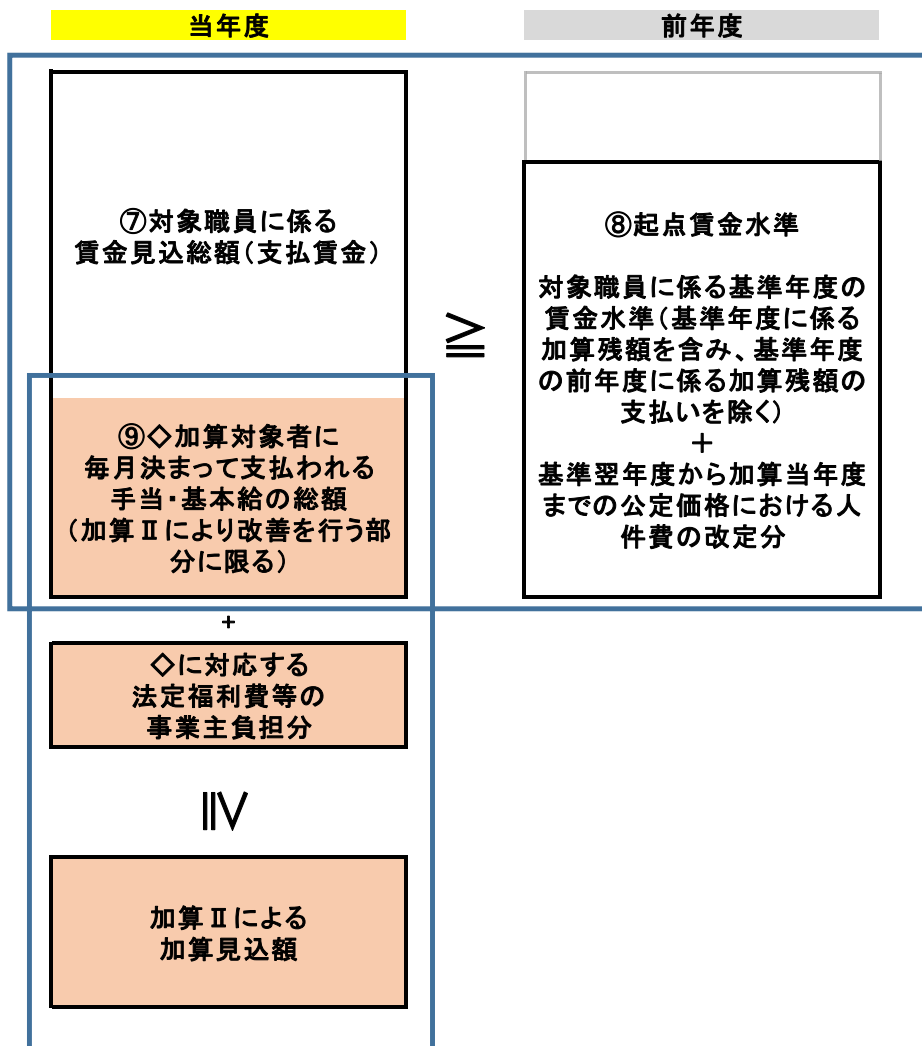 当年度
前年度
⑦対象職員に係る
賃金見込総額(支払賃金)
≧
⑧起点賃金水準
対象職員に係る基準年度の
賃金水準(基準年度に係る
加算残額を含み、基準年度
の前年度に係る加算残額の
支払いを除く)
+
基準翌年度から加算当年度
までの公定価格における人
件費の改定分
⑨◇加算対象者に
毎月決まって支払われる
手当・基本給の総額
(加算Ⅱにより改善を行う部
分に限る)
+
◇に対応する
法定福利費等の
事業主負担分
≧
加算Ⅱによる
加算見込額